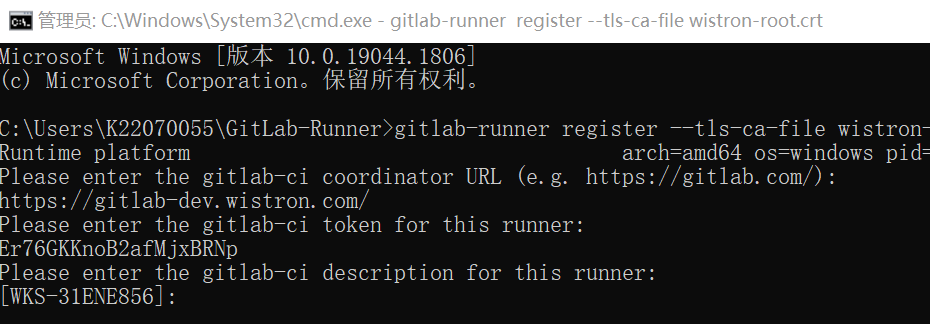 管理员: C:\Windows\System32\cmd.exe - gitlab-runner  register --tls-ca-file wistron-root.crt
Microsoft Windows [版本 10.0.19044.1806]
(c) Microsoft Corporation。保留所有权利。
C:\Users\K22070055\GitLab-Runner>gitlab-runner register --tls-ca-file wistron-
Runtime platform                                    arch=amd64 os=windows pid=
Please enter the gitlab-ci coordinator URL (e.g. https://gitlab.com/):
https://gitlab-dev.wistron.com/
Please enter the gitlab-ci token for this runner:
Er76GKKnoB2afMjxBRNp
Please enter the gitlab-ci description for this runner:
[WKS-31ENE856]: